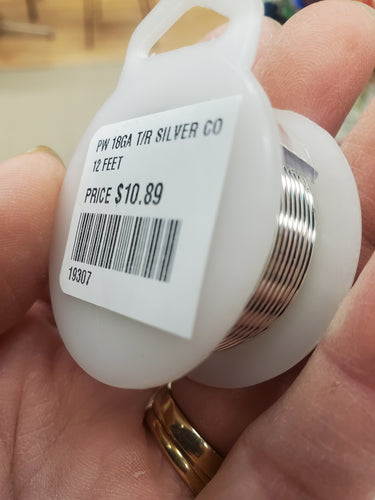 PW 18GA T/R SILVER CO
12 FEET
PRICE $10.89
19307